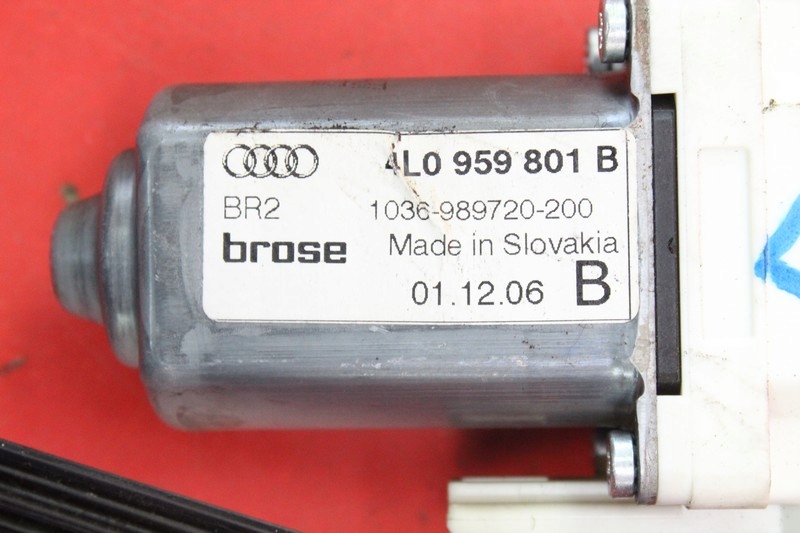 4L0 959 801 B
BR2 1036-989720-200
brose Made in Slovakia
01.12.06 B